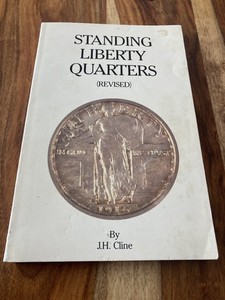 STANDING
LIBERTY
QUARTERS
(REVISED)
By
J.H. Cline